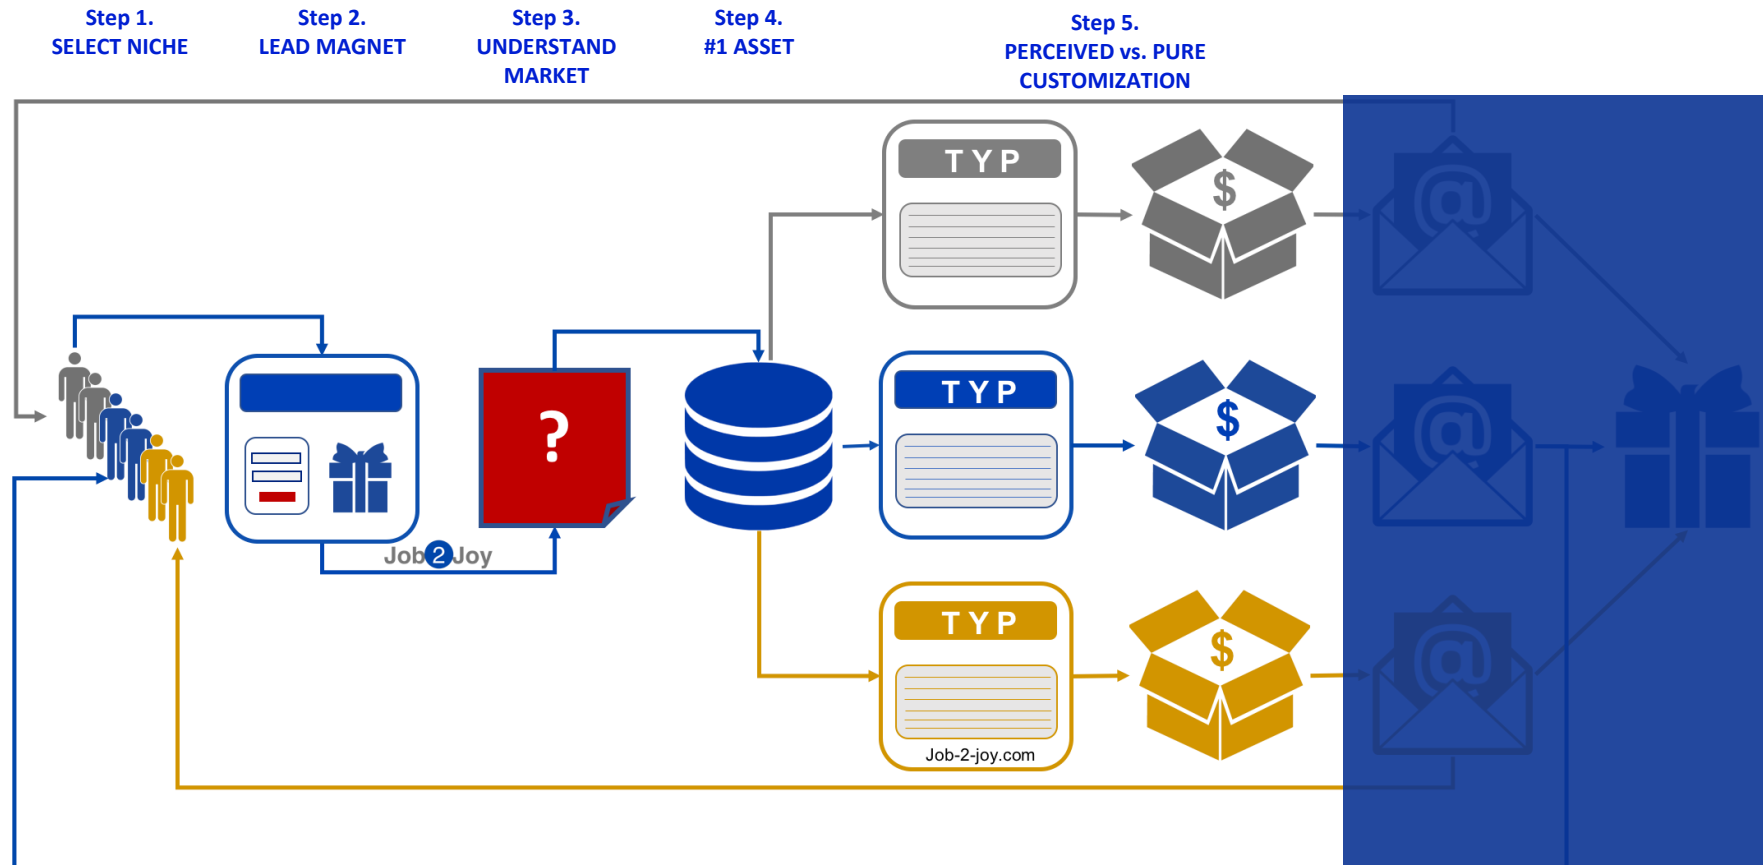 Step 1.
SELECT NICHE
Step 2.
LEAD MAGNET
Step 3.
UNDERSTAND
MARKET
Step 4.
#1 ASSET
Step 5.
PERCEIVED vs. PURE
CUSTOMIZATION
TYP
$
@
?
TYP
$
@
Job2Joy
TYP
$
@
Job-2-joy.com